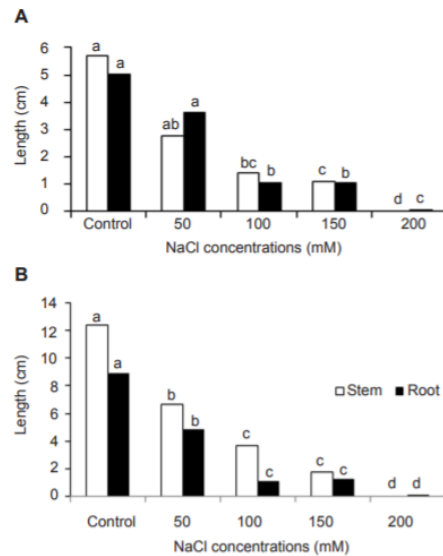 A
Length (cm)
6
5
4
3
2
1
0
a a
ab a
bc b
c b
d c
Control 50 100 150 200
NaCl concentrations (mM)
B
Length (cm)
14
12
10
8
6
4
2
0
a a
b b
c c
c c
d d
Stem Root
Control 50 100 150 200
NaCl concentrations (mM)